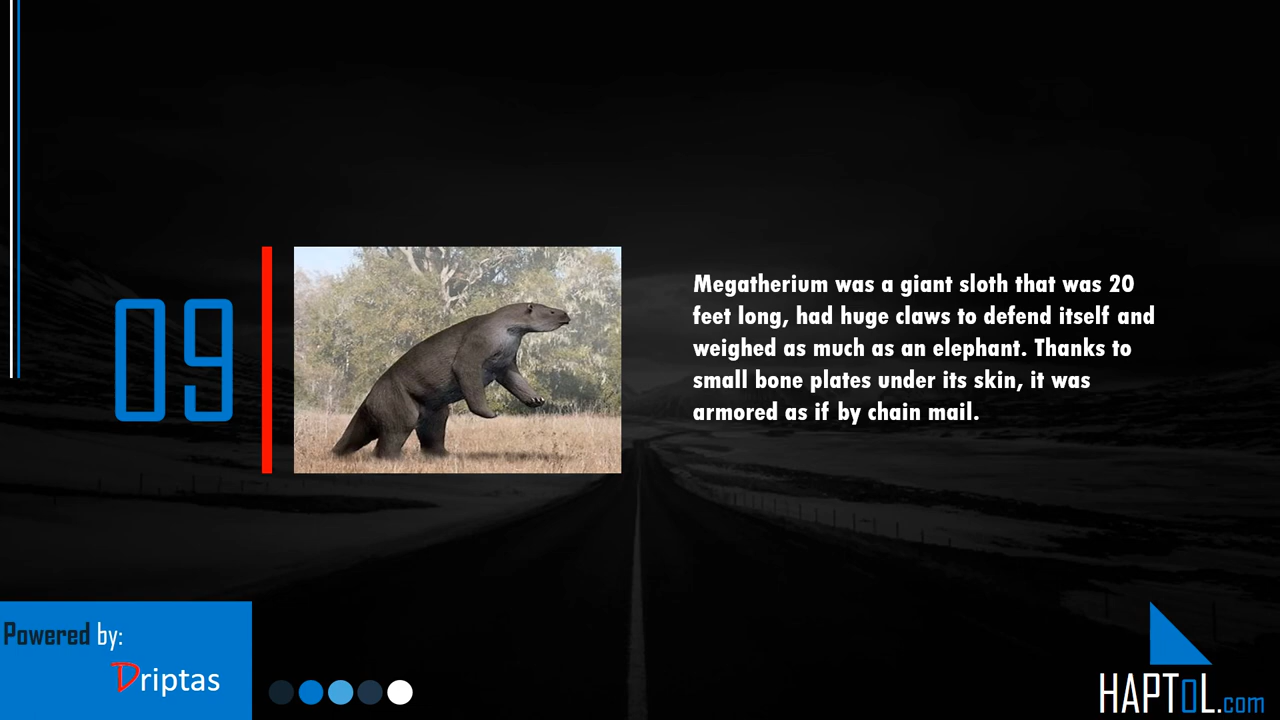 09
Megatherium was a giant sloth that was 20
feet long, had huge claws to defend itself and
weighed as much as an elephant. Thanks to
small bone plates under its skin, it was
armored as if by chain mail.
Powered by:
Driptas
HAPToL.com